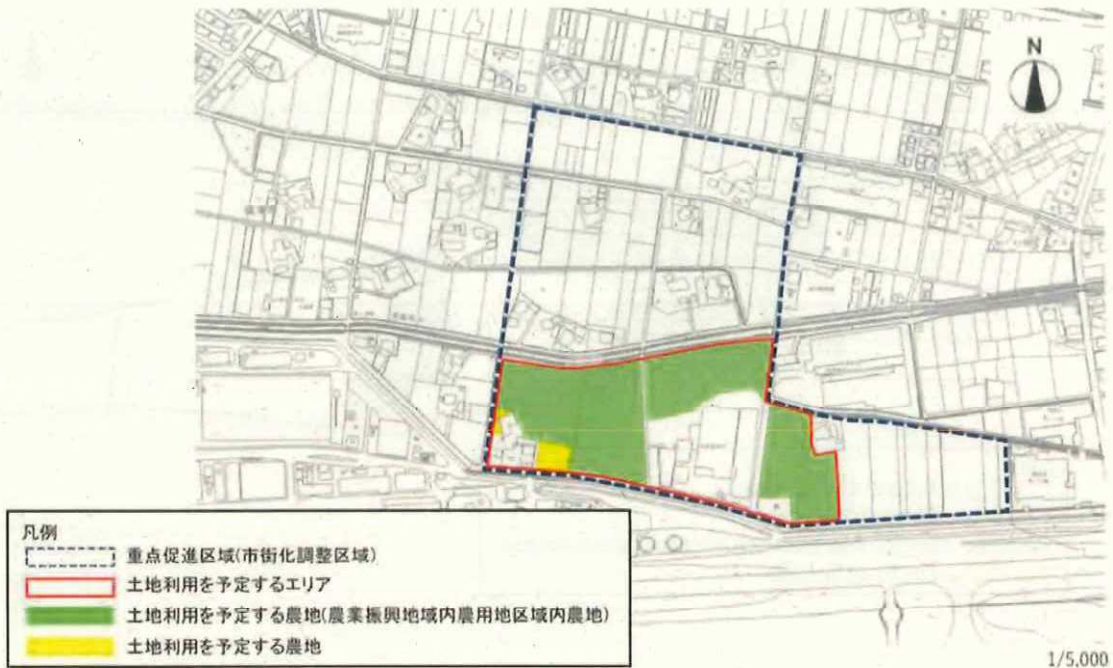 N
凡例
重点促進区域(市街化調整区域)
土地利用を予定するエリア
土地利用を予定する農地(農業振興地域内農用地区域内農地)
土地利用を予定する農地
1/5,000